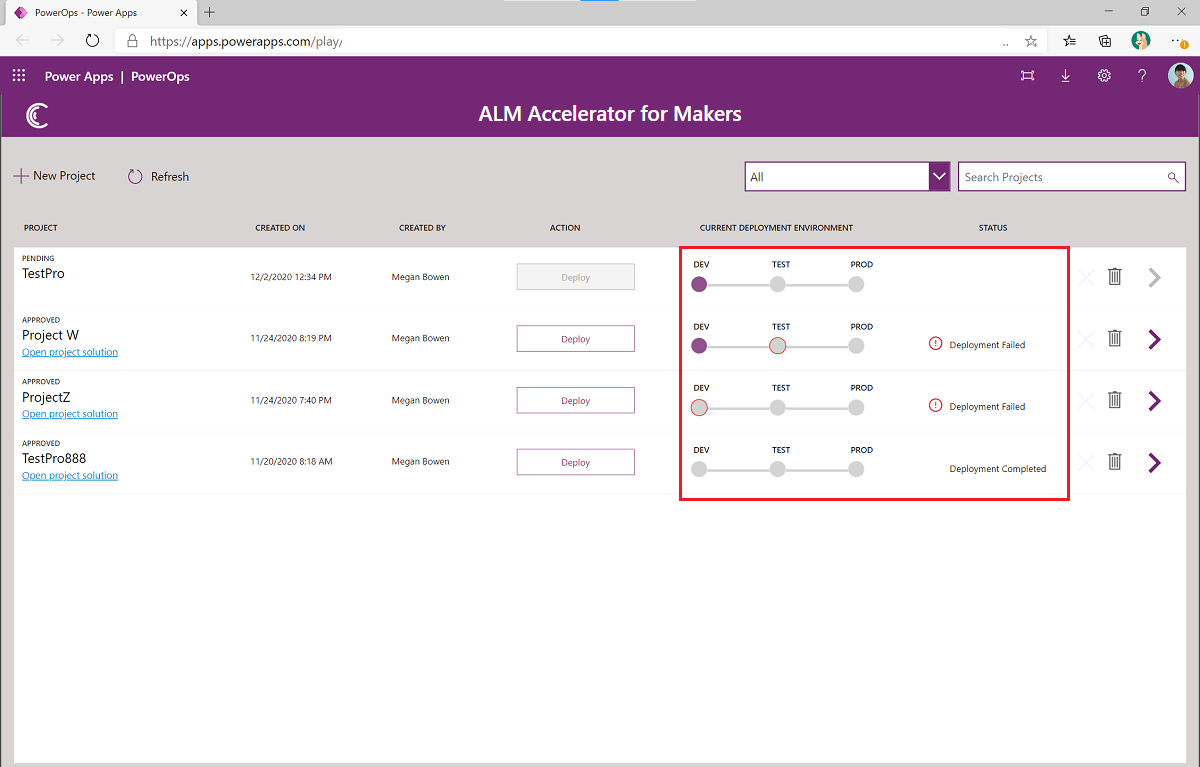 PowerOps - Power Apps
https://apps.powerapps.com/play/
Power Apps | PowerOps
ALM Accelerator for Makers
New Project
Refresh
All
Search Projects
PROJECT CREATED ON CREATED BY ACTION CURRENT DEPLOYMENT ENVIRONMENT STATUS
PENDING
TestPro
12/2/2020 12:34 PM
Megan Bowen
Deploy
DEV TEST PROD
APPROVED
Project W
Open project solution
11/24/2020 8:19 PM
Megan Bowen
Deploy
DEV TEST PROD
Deployment Failed
APPROVED
ProjectZ
Open project solution
11/24/2020 7:40 PM
Megan Bowen
Deploy
DEV TEST PROD
Deployment Failed
APPROVED
TestPro888
Open project solution
11/20/2020 8:18 AM
Megan Bowen
Deploy
DEV TEST PROD
Deployment Completed